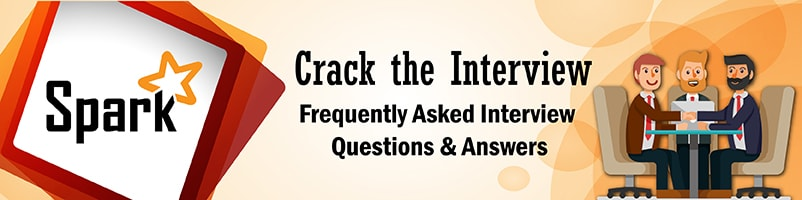 Spark
Crack the Interview
Frequently Asked Interview
Questions & Answers